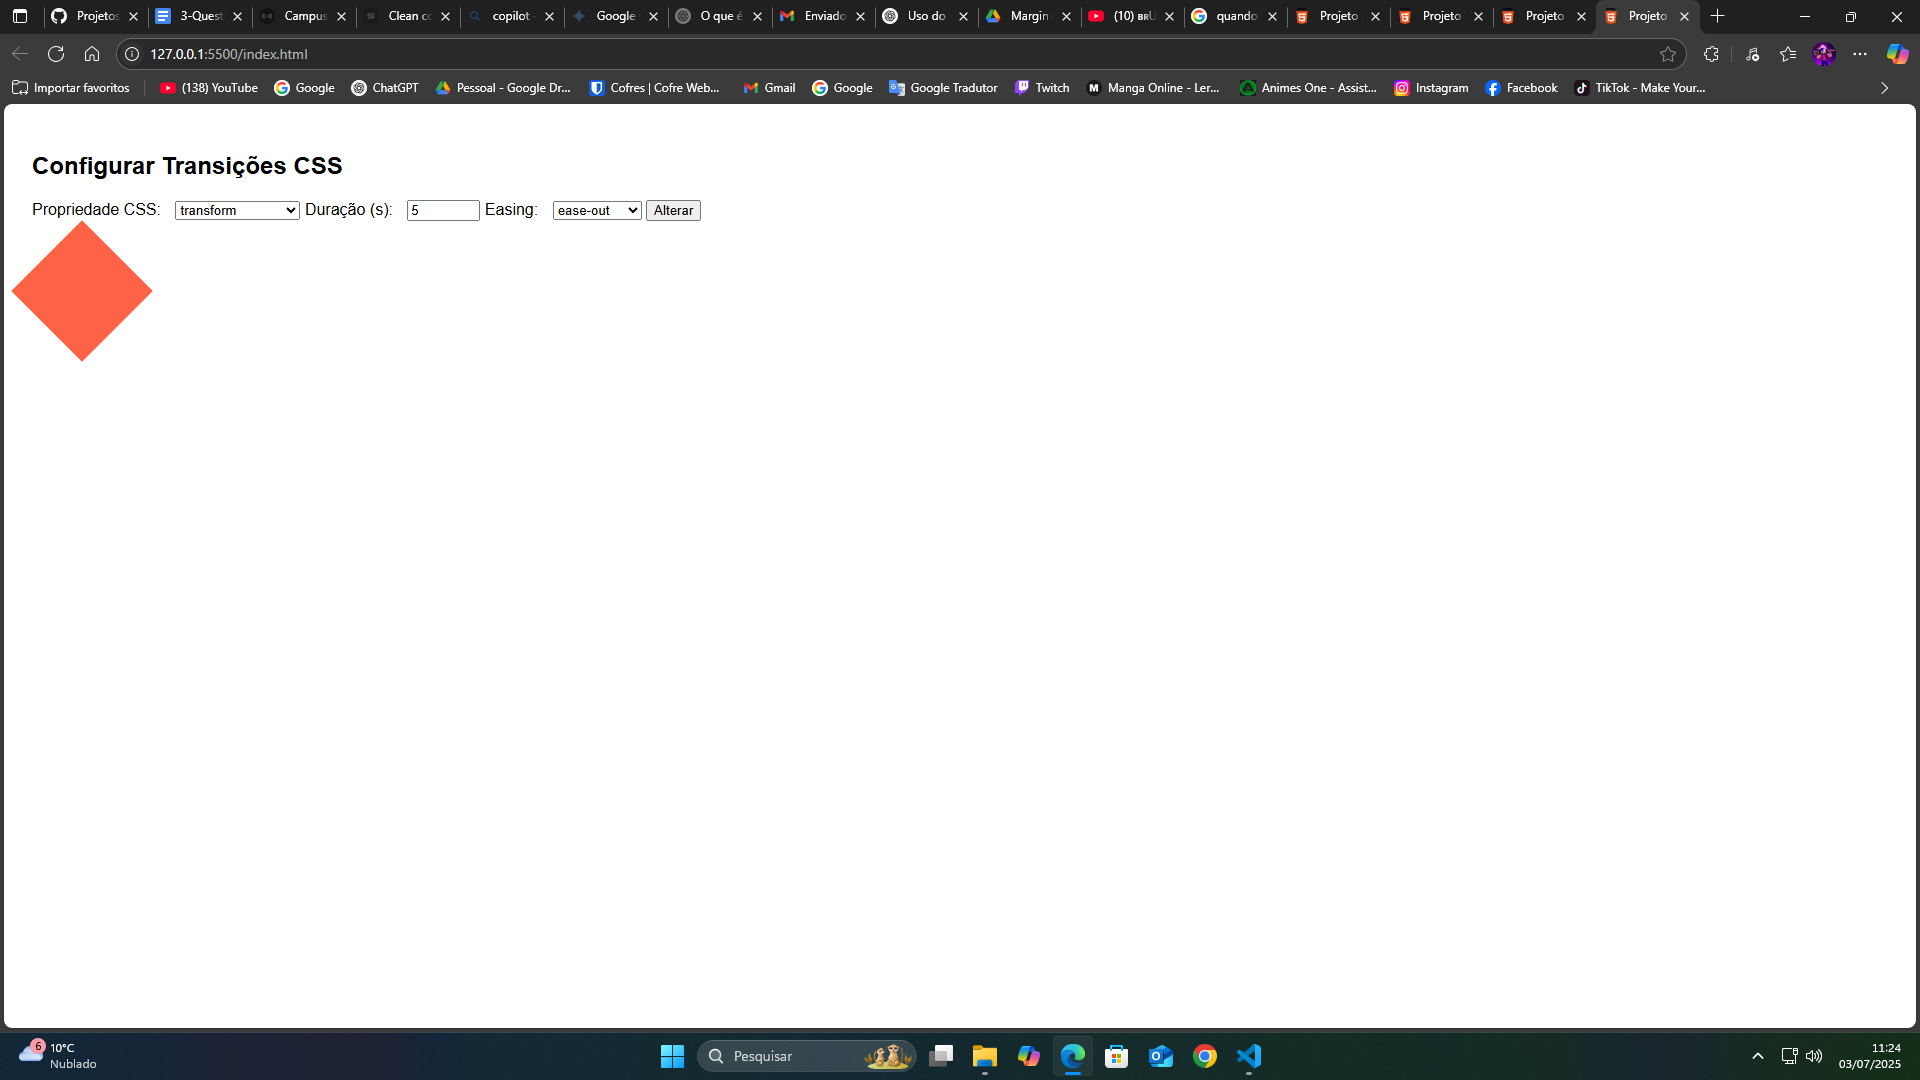 Projetos
3-Quest
Campus
Clean cc
copilot -
Google
O que é
Enviado
Uso do
Margin
(10) ʙʀU
quando
Projeto
Projeto
Projeto
Projeto
127.0.0.1:5500/index.html
Importar favoritos
(138) YouTube
Google
ChatGPT
Pessoal - Google Dr...
Cofres | Cofre Web...
Gmail
Google
Google Tradutor
Twitch
Manga Online - Ler...
Animes One - Assist...
Instagram
Facebook
TikTok - Make Your...
Configurar Transições CSS
Propriedade CSS: transform Duração (s): 5 Easing: ease-out Alterar
6
10°C
Nublado
Pesquisar
11:24
03/07/2025